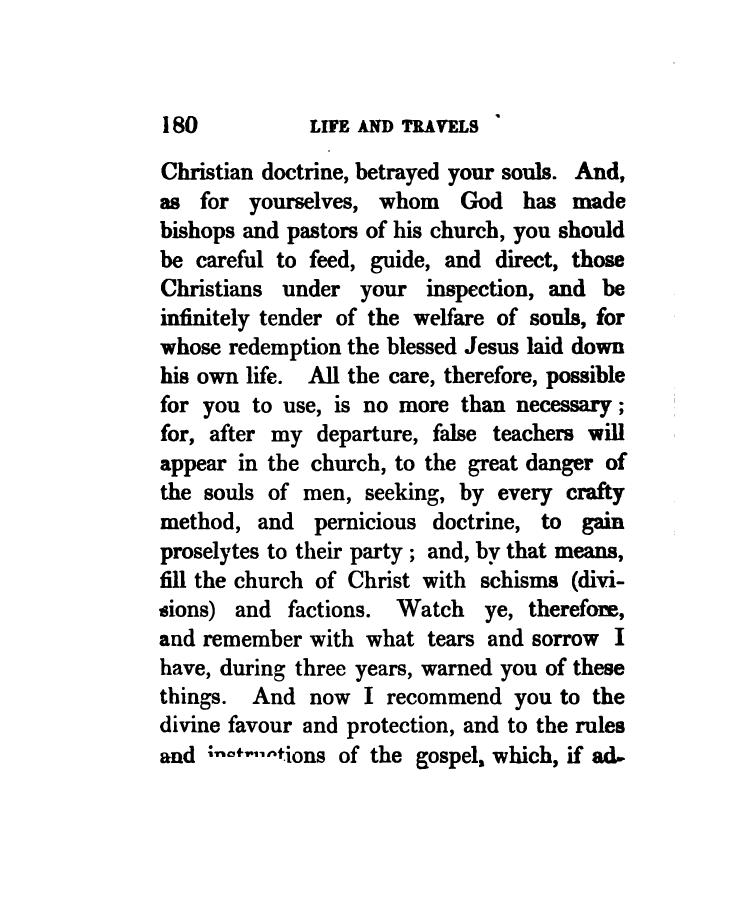 180 LIFE AND TRAVELS
Christian doctrine, betrayed your souls. And,
as for yourselves, whom God has made
bishops and pastors of his church, you should
be careful to feed, guide, and direct, those
Christians under your inspection, and be
infinitely tender of the welfare of souls, for
whose redemption the blessed Jesus laid down
his own life. All the care, therefore, possible
for you to use, is no more than necessary ;
for, after my departure, false teachers will
appear in the church, to the great danger of
the souls of men, seeking, by every crafty
method, and pernicious doctrine, to gain
proselytes to their party ; and, by that means,
fill the church of Christ with schisms (divi-
sions) and factions. Watch ye, therefore,
and remember with what tears and sorrow I
have, during three years, warned you of these
things. And now I recommend you to the
divine favour and protection, and to the rules
and instructions of the gospel, which, if ad-